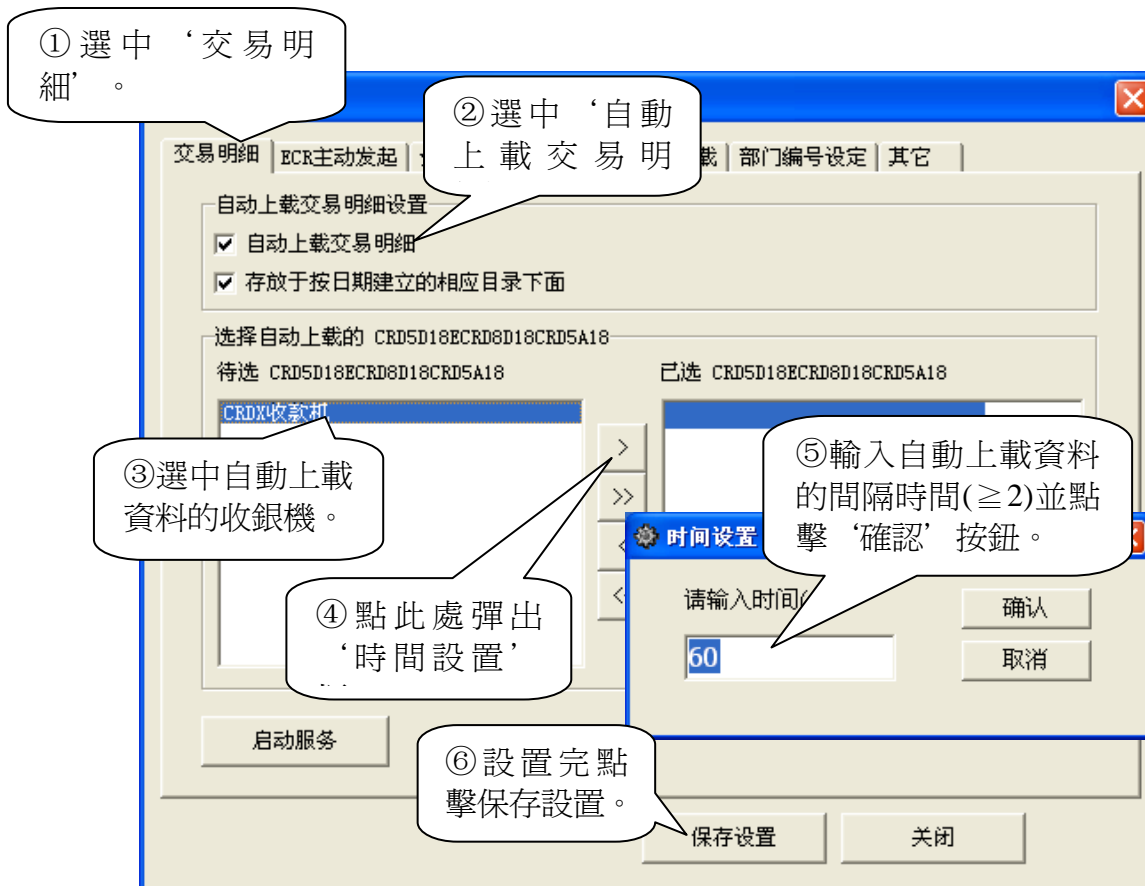 ①選中‘交易明
細’。
②選中‘自動
上載交易明
交易明细
ECR主动发起
载
部门编号设定
其它
自动上载交易明细设置
自动上载交易明细
存放于按日期建立的相应目录下面
选择自动上载的 CRD5D18ECRD8D18CRD5A18
待选 CRD5D18ECRD8D18CRD5A18
已选 CRD5D18ECRD8D18CRD5A18
CRDX收款机
>
>>
③選中自動上載
資料的收銀機。
⑤輸入自動上載資料
的間隔時間(≧2)並點
擊‘確認’按鈕。
时间设置
请输入时间(
60
确认
取消
④點此處彈出
‘時間設置’
启动服务
⑥設置完點
擊保存設置。
保存设置
关闭